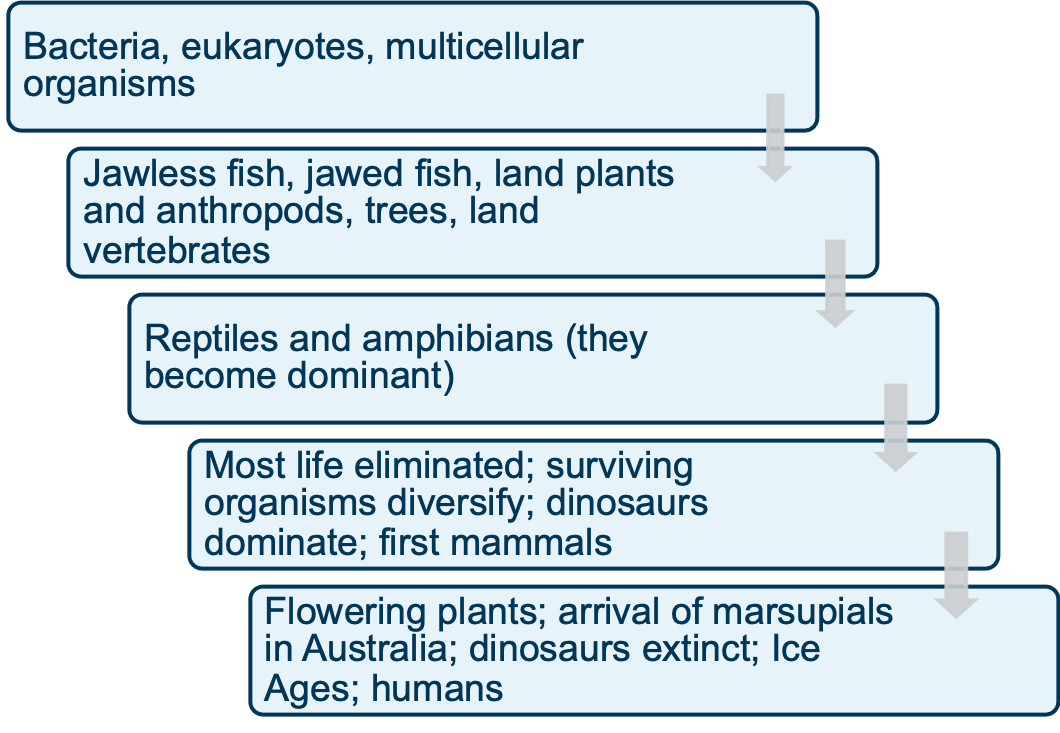 Bacteria, eukaryotes, multicellular
organisms
Jawless fish, jawed fish, land plants
and anthropods, trees, land
vertebrates
Reptiles and amphibians (they
become dominant)
Most life eliminated; surviving
organisms diversify; dinosaurs
dominate; first mammals
Flowering plants; arrival of marsupials
in Australia; dinosaurs extinct; Ice
Ages; humans